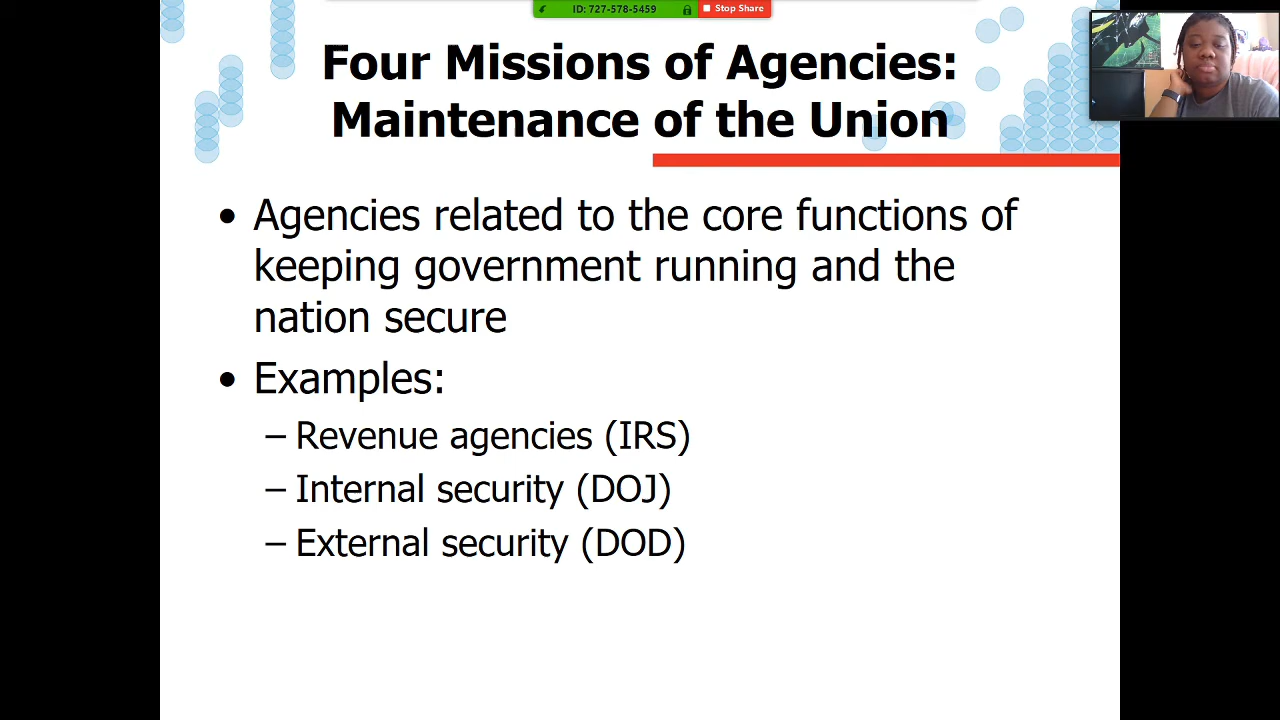 ID: 727-578-5459 Stop Share
Four Missions of Agencies:
Maintenance of the Union
• Agencies related to the core functions of
keeping government running and the
nation secure
• Examples:
– Revenue agencies (IRS)
– Internal security (DOJ)
– External security (DOD)